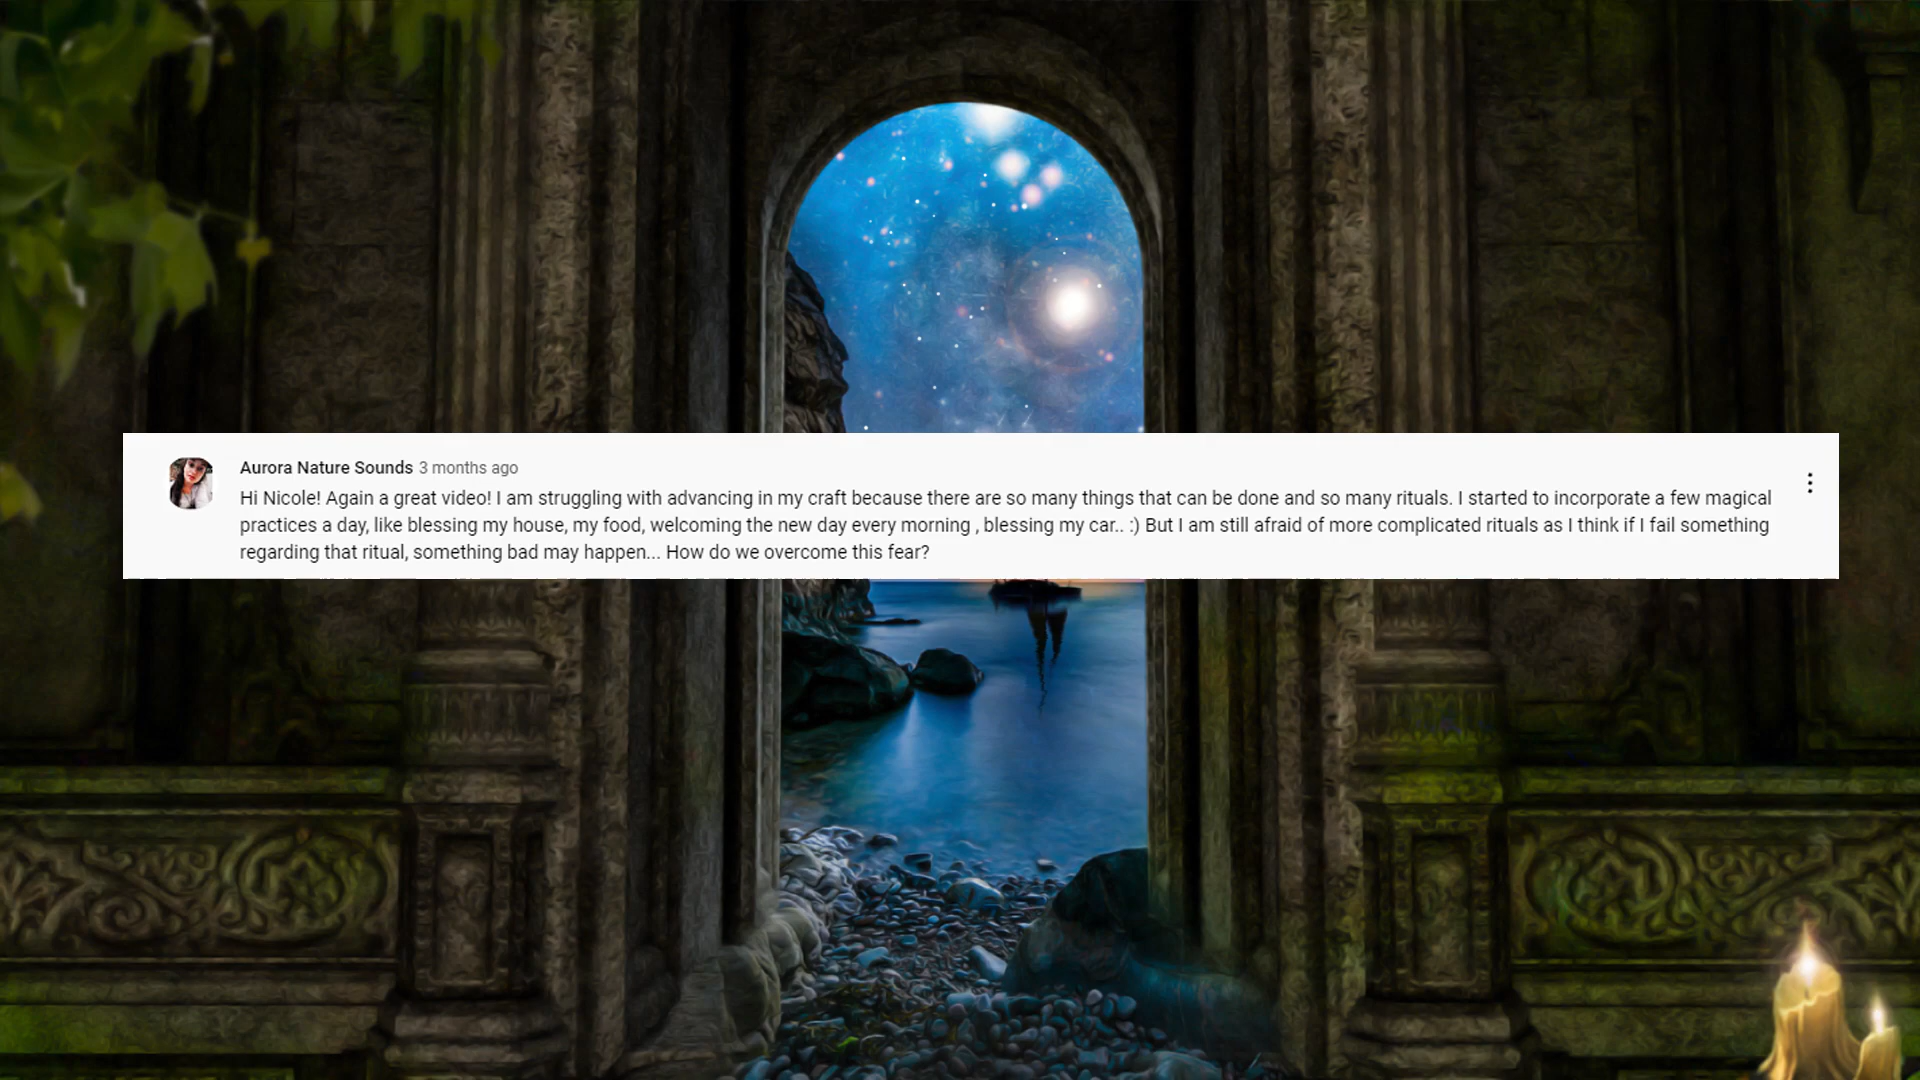 Aurora Nature Sounds 3 months ago
Hi Nicole! Again a great video! I am struggling with advancing in my craft because there are so many things that can be done and so many rituals. I started to incorporate a few magical
practices a day, like blessing my house, my food, welcoming the new day every morning , blessing my car.. :) But I am still afraid of more complicated rituals as I think if I fail something
regarding that ritual, something bad may happen... How do we overcome this fear?